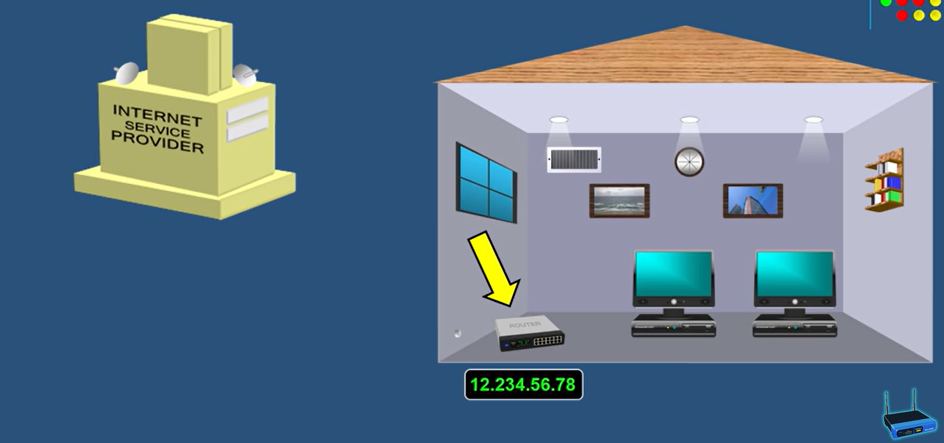 INTERNET
SERVICE
PROVIDER
ROUTER
12.234.56.78